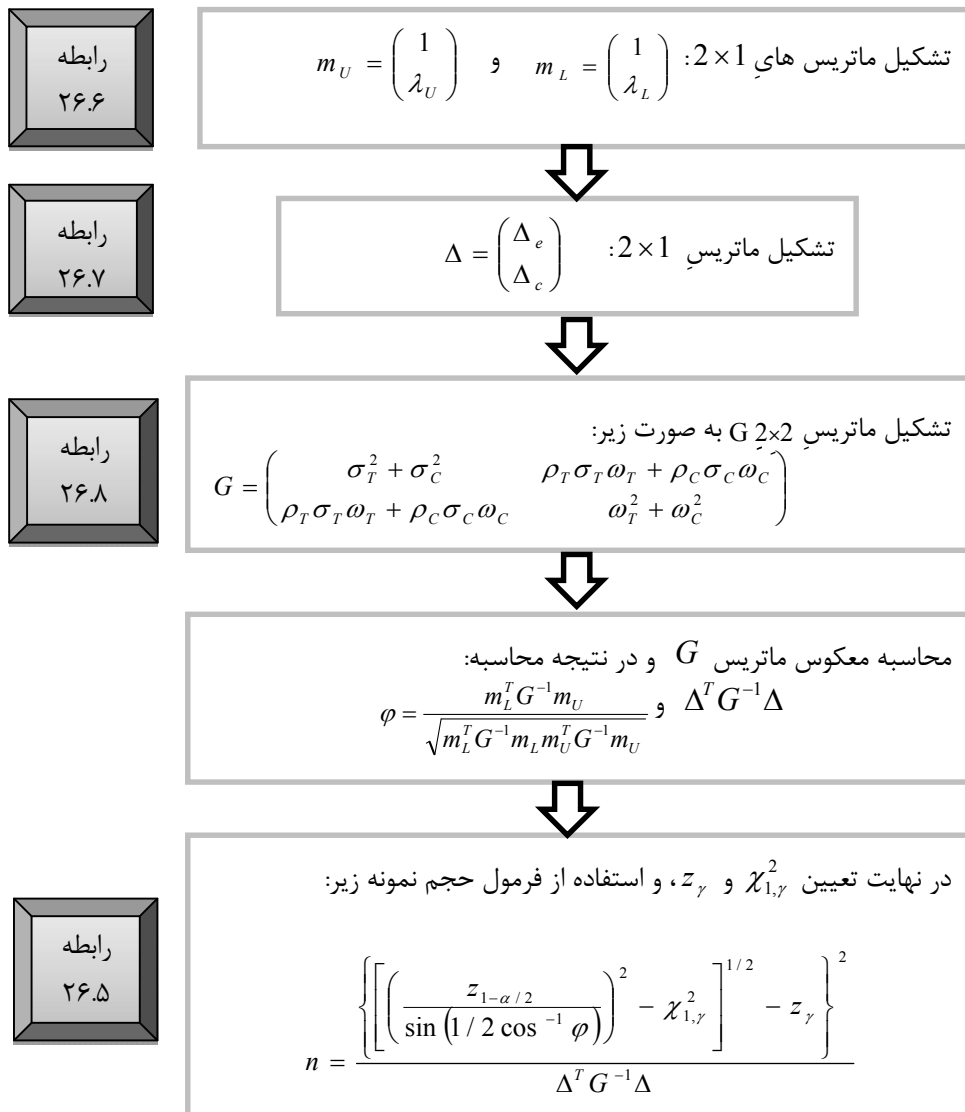 رابطه
۲۶.۶
تشکیل ماتریس هایِ 2×1: m_L = (1 λ_L) و m_U = (1 λ_U)
رابطه
۲۶.۷
تشکیل ماتریسِ 2×1: Δ = (Δ_e Δ_c)
رابطه
۲۶.۸
تشکیل ماتریسِ G 2×2 به صورت زیر:
G = (σ_T^2 + σ_C^2   ρ_T σ_T ω_T + ρ_C σ_C ω_C
ρ_T σ_T ω_T + ρ_C σ_C ω_C   ω_T^2 + ω_C^2)
محاسبه معکوس ماتریس G و در نتیجه محاسبه:
Δ^T G^{-1} Δ و φ = m_L^T G^{-1} m_U / √(m_L^T G^{-1} m_L m_U^T G^{-1} m_U)
رابطه
۲۶.۵
در نهایت تعیین χ^2_{1,γ} و z_γ، و استفاده از فرمول حجم نمونه زیر:
n = {[(z_{1-α/2} / sin(1/2 cos^{-1} φ))^2 − χ^2_{1,γ}]^{1/2} − z_γ}^2 / Δ^T G^{-1} Δ